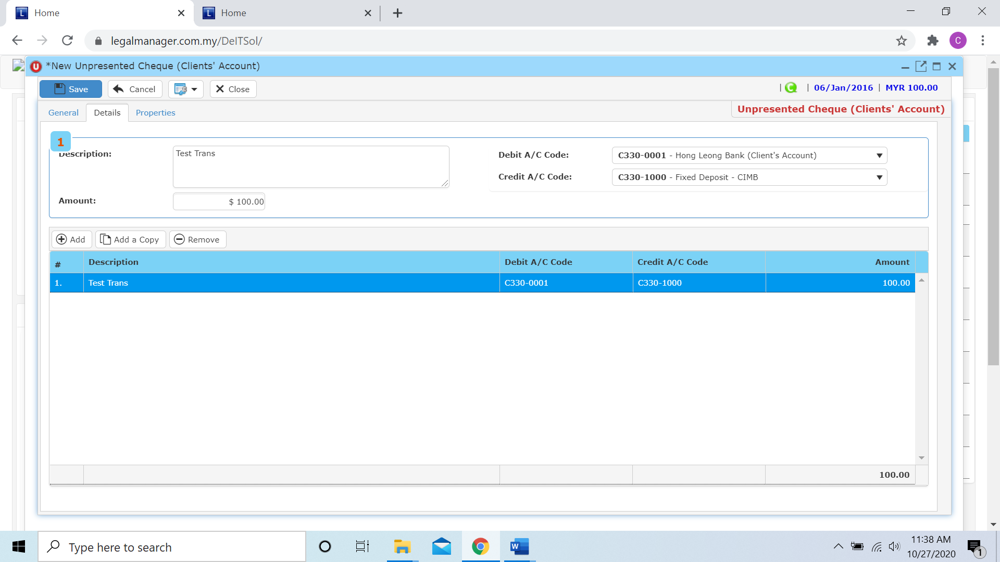 Home
Home
legalmanager.com.my/DelTSol/
C
U *New Unpresented Cheque (Clients' Account)
Save Cancel Close | C | 06/Jan/2016 | MYR 100.00
General Details Properties
Unpresented Cheque (Clients' Account)
1
Description: Test Trans
Debit A/C Code: C330-0001 - Hong Leong Bank (Client's Account)
Credit A/C Code: C330-1000 - Fixed Deposit - CIMB
Amount: $ 100.00
Add Add a Copy Remove
# Description Debit A/C Code Credit A/C Code Amount
1. Test Trans C330-0001 C330-1000 100.00
100.00
Type here to search
W
11:38 AM
10/27/2020
1